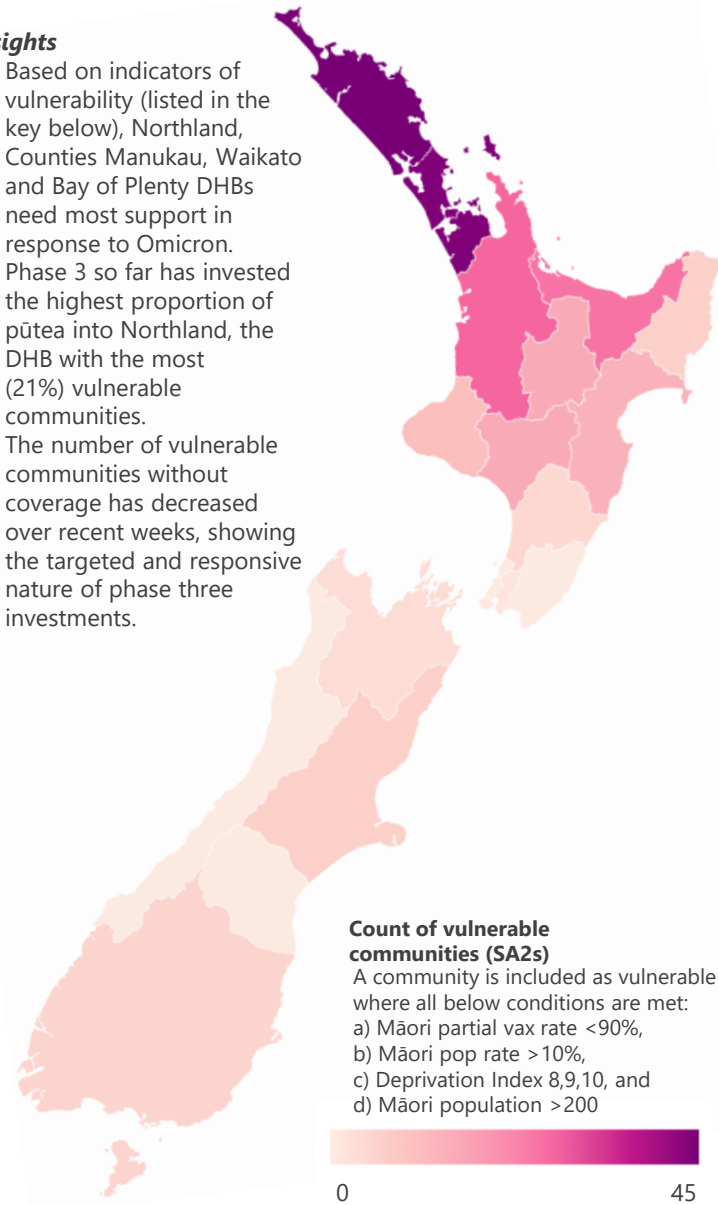 sights
Based on indicators of
vulnerability (listed in the
key below), Northland,
Counties Manukau, Waikato
and Bay of Plenty DHBs
need most support in
response to Omicron.
Phase 3 so far has invested
the highest proportion of
pūtea into Northland, the
DHB with the most
(21%) vulnerable
communities.
The number of vulnerable
communities without
coverage has decreased
over recent weeks, showing
the targeted and responsive
nature of phase three
investments.
Count of vulnerable
communities (SA2s)
A community is included as vulnerable
where all below conditions are met:
a) Māori partial vax rate <90%,
b) Māori pop rate >10%,
c) Deprivation Index 8,9,10, and
d) Māori population >200
0 45